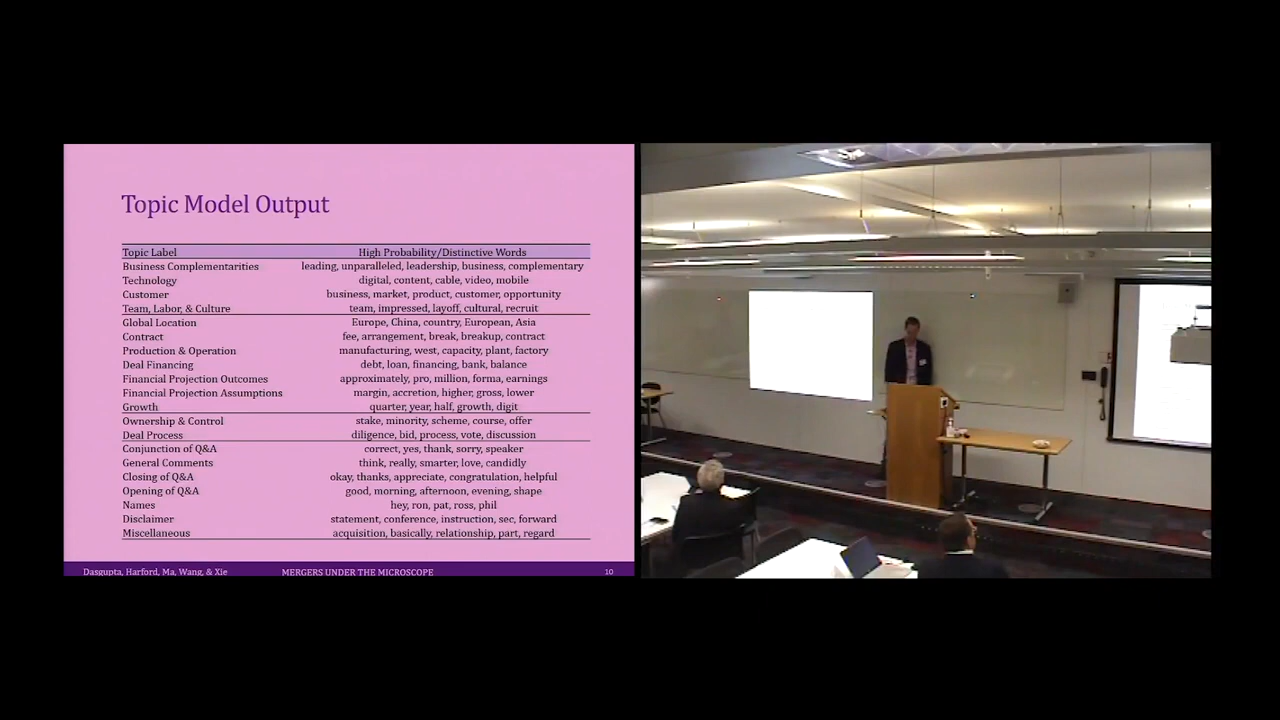 Topic Model Output
Topic Label High Probability/Distinctive Words
Business Complementarities leading, unparalleled, leadership, business, complementary
Technology digital, content, cable, video, mobile
Customer business, market, product, customer, opportunity
Team, Labor, & Culture team, impressed, layoff, cultural, recruit
Global Location Europe, China, country, European, Asia
Contract fee, arrangement, break, breakup, contract
Production & Operation manufacturing, west, capacity, plant, factory
Deal Financing debt, loan, financing, bank, balance
Financial Projection Outcomes approximately, pro, million, forma, earnings
Financial Projection Assumptions margin, accretion, higher, gross, lower
Growth quarter, year, half, growth, digit
Ownership & Control stake, minority, scheme, course, offer
Deal Process diligence, bid, process, vote, discussion
Conjunction of Q&A correct, yes, thank, sorry, speaker
General Comments think, really, smarter, love, candidly
Closing of Q&A okay, thanks, appreciate, congratulation, helpful
Opening of Q&A good, morning, afternoon, evening, shape
Names hey, ron, pat, ross, phil
Disclaimer statement, conference, instruction, sec, forward
Miscellaneous acquisition, basically, relationship, part, regard
Dasgupta, Harford, Ma, Wang, & Xie MERGERS UNDER THE MICROSCOPE 10